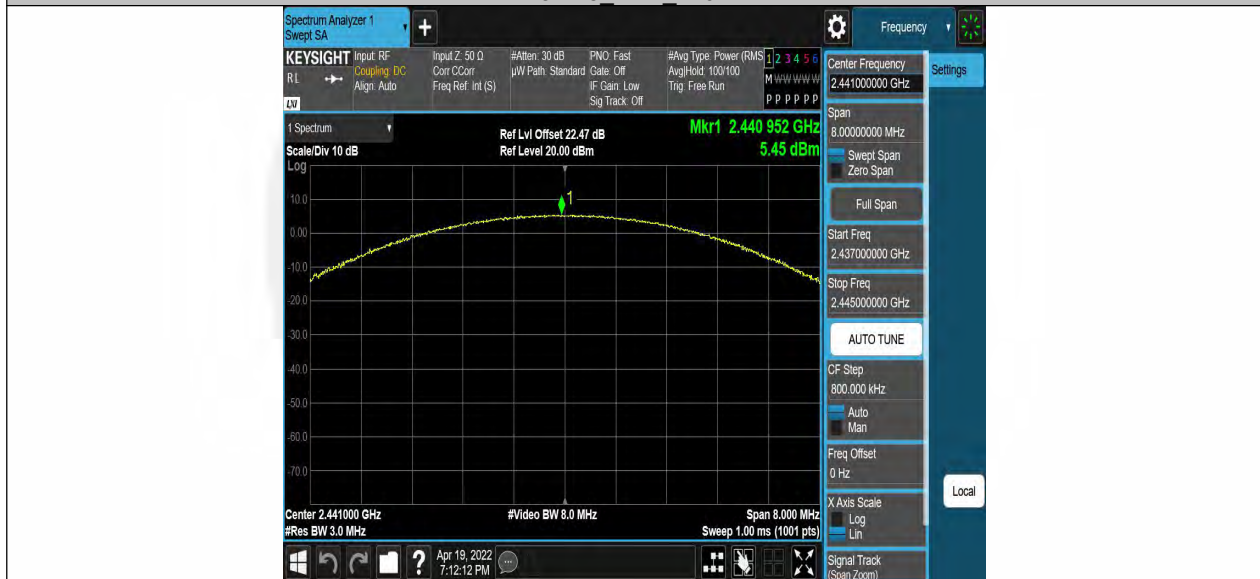 Spectrum Analyzer 1
Swept SA
+
Frequency
KEYSIGHT
RL
LXI
Input: RF
Coupling: DC
Align: Auto
Input Z: 50 Ω
Corr CCorr
Freq Ref: Int (S)
#Atten: 30 dB
µW Path: Standard
PNO: Fast
Gate: Off
IF Gain: Low
Sig Track: Off
#Avg Type: Power (RMS
Avg|Hold: 100/100
Trig: Free Run
1 2 3 4 5 6
M W W W W W
P P P P P P
Center Frequency
2.441000000 GHz
Settings
Span
8.00000000 MHz
Swept Span
Zero Span
Full Span
Start Freq
2.437000000 GHz
Stop Freq
2.445000000 GHz
AUTO TUNE
CF Step
800.000 kHz
Auto
Man
Freq Offset
0 Hz
X Axis Scale
Log
Lin
Signal Track
(Span Zoom)
Local
1 Spectrum
Scale/Div 10 dB
Log
Ref Lvl Offset 22.47 dB
Ref Level 20.00 dBm
Mkr1 2.440 952 GHz
5.45 dBm
1
10.0
0.00
-10.0
-20.0
-30.0
-40.0
-50.0
-60.0
-70.0
Center 2.441000 GHz
#Res BW 3.0 MHz
#Video BW 8.0 MHz
Span 8.000 MHz
Sweep 1.00 ms (1001 pts)
?
Apr 19, 2022
7:12:12 PM